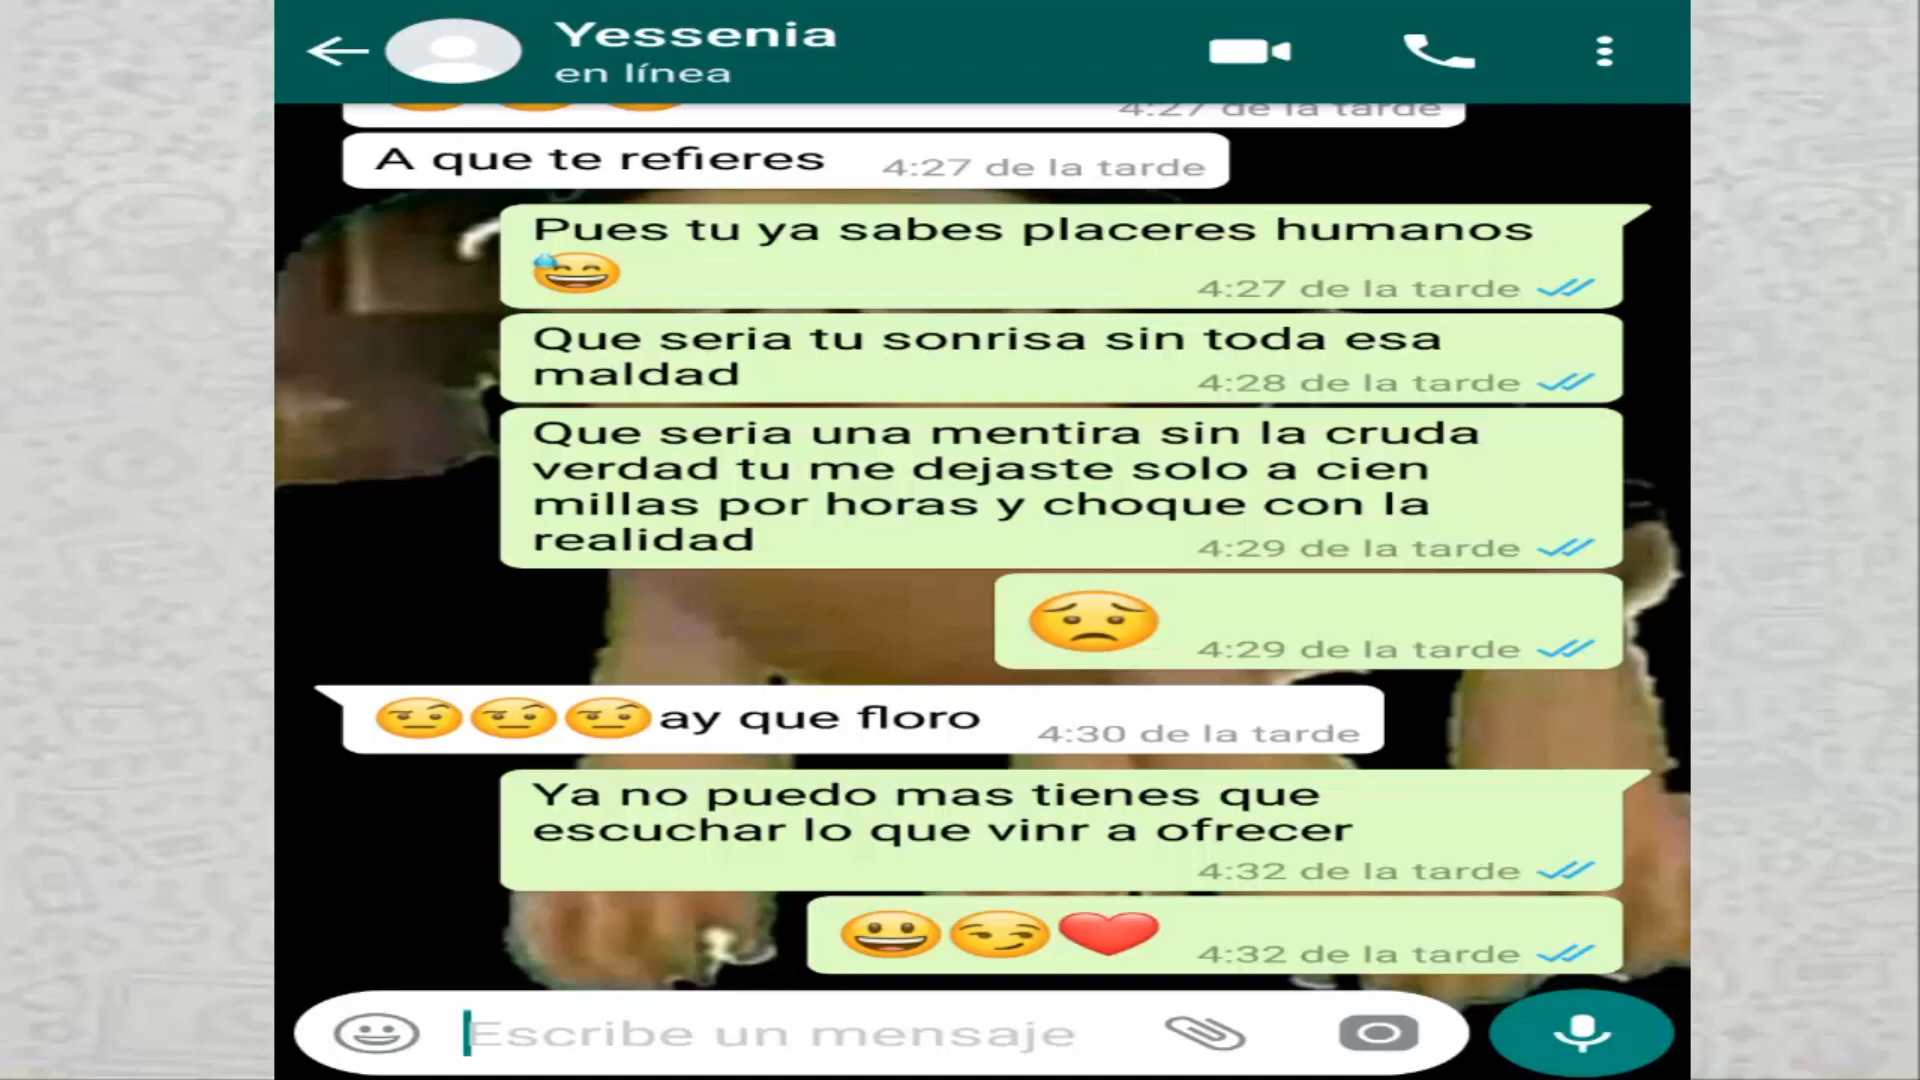 Yessenia
en línea
4:27 de la tarde
A que te refieres 4:27 de la tarde
Pues tu ya sabes placeres humanos
😅 4:27 de la tarde
Que seria tu sonrisa sin toda esa
maldad 4:28 de la tarde
Que seria una mentira sin la cruda
verdad tu me dejaste solo a cien
millas por horas y choque con la
realidad 4:29 de la tarde
😟 4:29 de la tarde
🤨🤨🤨ay que floro 4:30 de la tarde
Ya no puedo mas tienes que
escuchar lo que vinr a ofrecer
4:32 de la tarde
😀😏❤️ 4:32 de la tarde
Escribe un mensaje